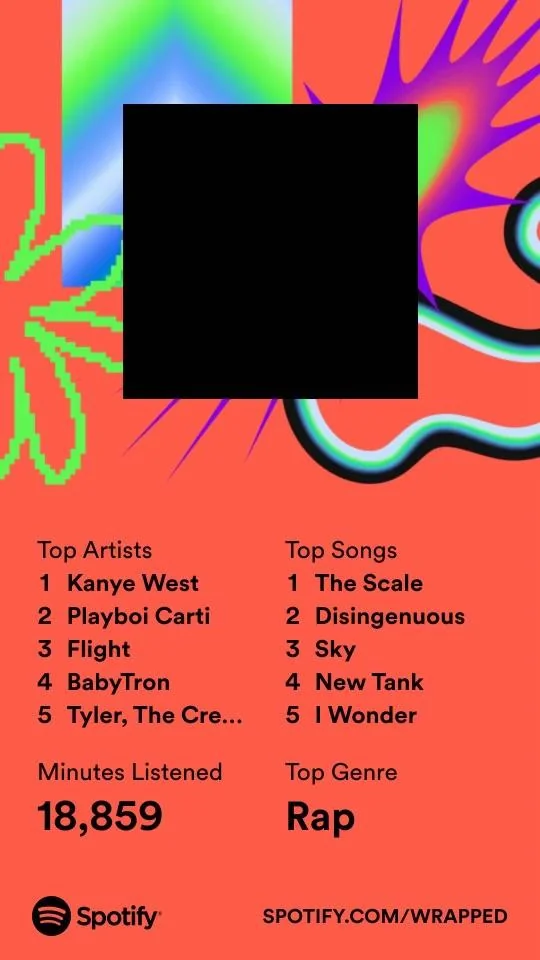 Top Artists
1 Kanye West
2 Playboi Carti
3 Flight
4 BabyTron
5 Tyler, The Cre...
Top Songs
1 The Scale
2 Disingenuous
3 Sky
4 New Tank
5 I Wonder
Minutes Listened
18,859
Top Genre
Rap
Spotify
SPOTIFY.COM/WRAPPED